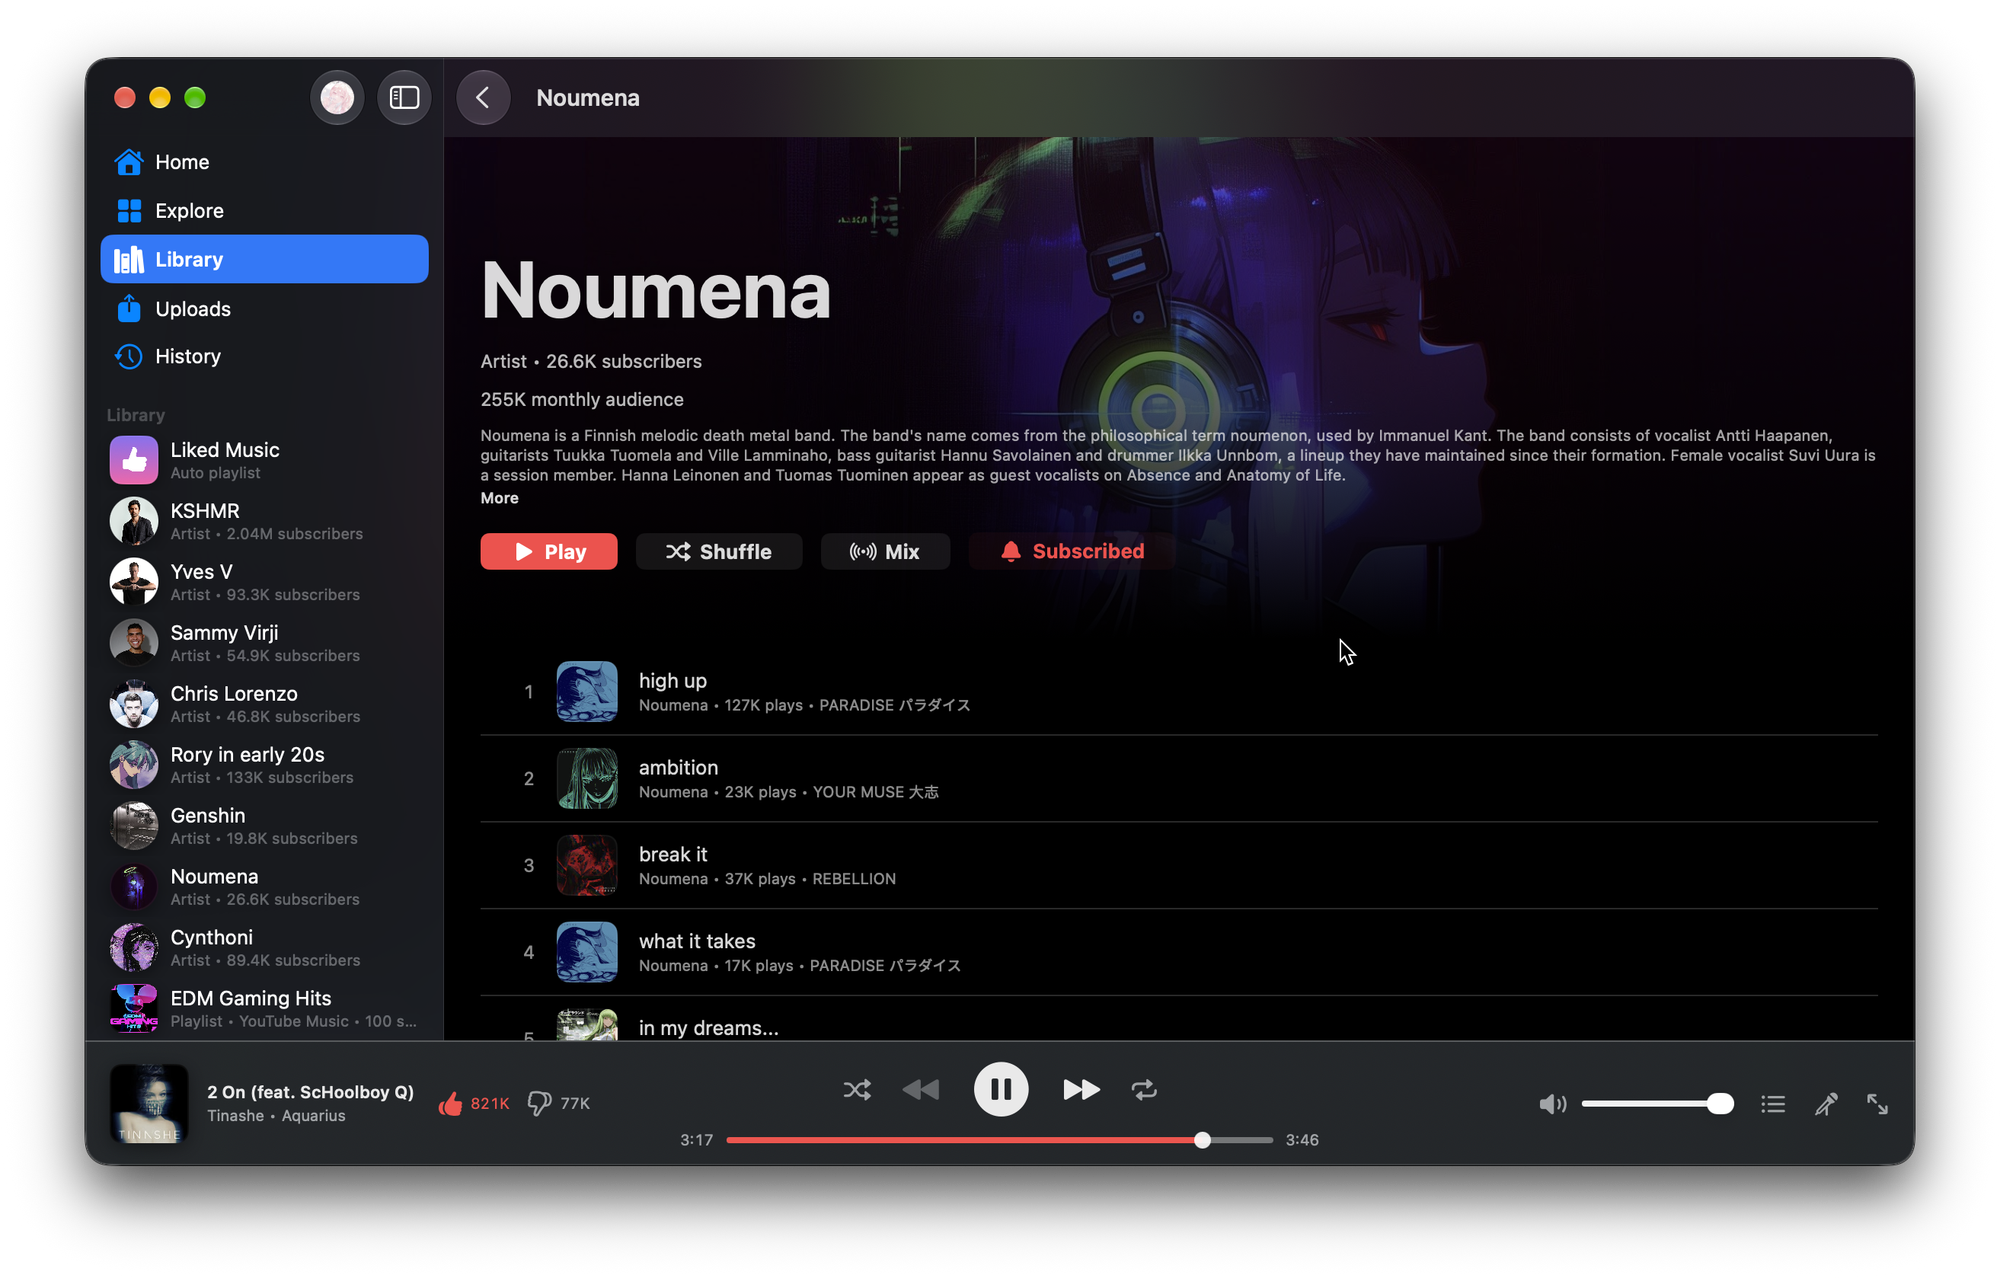 Noumena
Home
Explore
Library
Uploads
History
Library
Liked Music
Auto playlist
KSHMR
Artist • 2.04M subscribers
Yves V
Artist • 93.3K subscribers
Sammy Virji
Artist • 54.9K subscribers
Chris Lorenzo
Artist • 46.8K subscribers
Rory in early 20s
Artist • 133K subscribers
Genshin
Artist • 19.8K subscribers
Noumena
Artist • 26.6K subscribers
Cynthoni
Artist • 89.4K subscribers
EDM Gaming Hits
Playlist • YouTube Music • 100 s...
Noumena
Artist • 26.6K subscribers
255K monthly audience
Noumena is a Finnish melodic death metal band. The band's name comes from the philosophical term noumenon, used by Immanuel Kant. The band consists of vocalist Antti Haapanen,
guitarists Tuukka Tuomela and Ville Lamminaho, bass guitarist Hannu Savolainen and drummer Ilkka Unnbom, a lineup they have maintained since their formation. Female vocalist Suvi Uura is
a session member. Hanna Leinonen and Tuomas Tuominen appear as guest vocalists on Absence and Anatomy of Life.
More
Play
Shuffle
Mix
Subscribed
1
high up
Noumena • 127K plays • PARADISE パラダイス
2
ambition
Noumena • 23K plays • YOUR MUSE 大志
3
break it
Noumena • 37K plays • REBELLION
4
what it takes
Noumena • 17K plays • PARADISE パラダイス
5
in my dreams...
GAMING
TINASHE
2 On (feat. ScHoolboy Q)
Tinashe • Aquarius
821K
77K
3:17
3:46